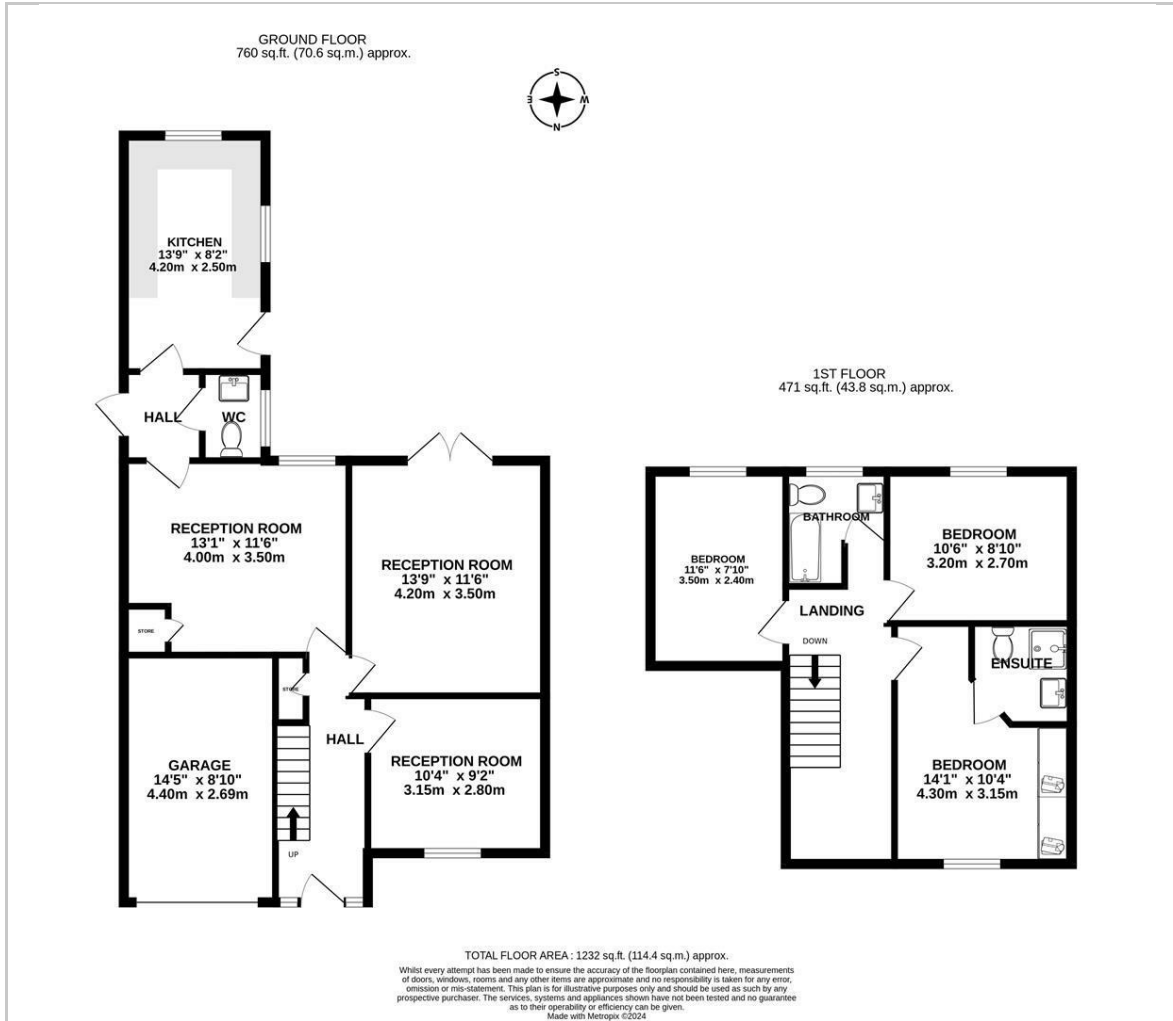 GROUND FLOOR
760 sq.ft. (70.6 sq.m.) approx.
S
E
W
N
KITCHEN
13'9" x 8'2"
4.20m x 2.50m
HALL
WC
RECEPTION ROOM
13'1" x 11'6"
4.00m x 3.50m
RECEPTION ROOM
13'9" x 11'6"
4.20m x 3.50m
STORE
STORE
HALL
GARAGE
14'5" x 8'10"
4.40m x 2.69m
RECEPTION ROOM
10'4" x 9'2"
3.15m x 2.80m
UP
1ST FLOOR
471 sq.ft. (43.8 sq.m.) approx.
BATHROOM
BEDROOM
11'6" x 7'10"
3.50m x 2.40m
BEDROOM
10'6" x 8'10"
3.20m x 2.70m
LANDING
DOWN
ENSUITE
BEDROOM
14'1" x 10'4"
4.30m x 3.15m
TOTAL FLOOR AREA : 1232 sq.ft. (114.4 sq.m.) approx.
Whilst every attempt has been made to ensure the accuracy of the floorplan contained here, measurements
of doors, windows, rooms and any other items are approximate and no responsibility is taken for any error,
omission or mis-statement. This plan is for illustrative purposes only and should be used as such by any
prospective purchaser. The services, systems and appliances shown have not been tested and no guarantee
as to their operability or efficiency can be given.
Made with Metropix ©2024